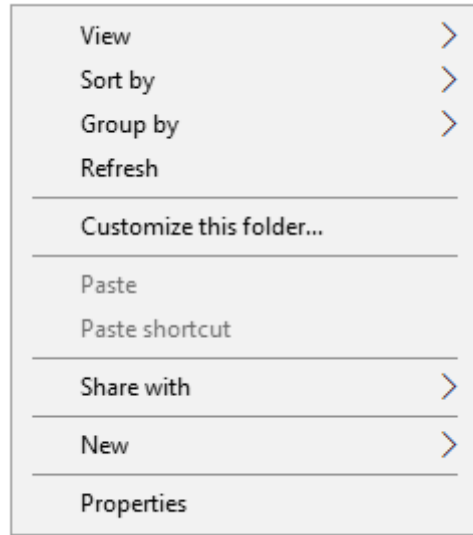 View
Sort by
Group by
Refresh
Customize this folder...
Paste
Paste shortcut
Share with
New
Properties